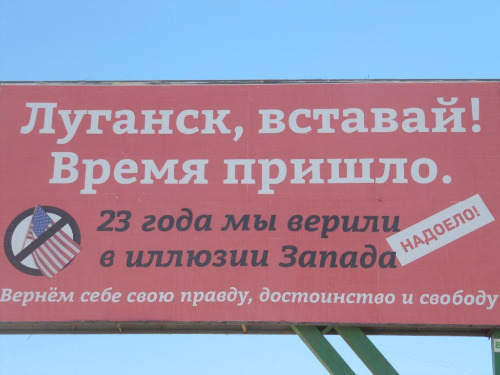 Луганск, вставай!
Время пришло.
23 года мы верили
в иллюзии Запада
НАДОЕЛО!
Вернём себе свою правду, достоинство и свободу